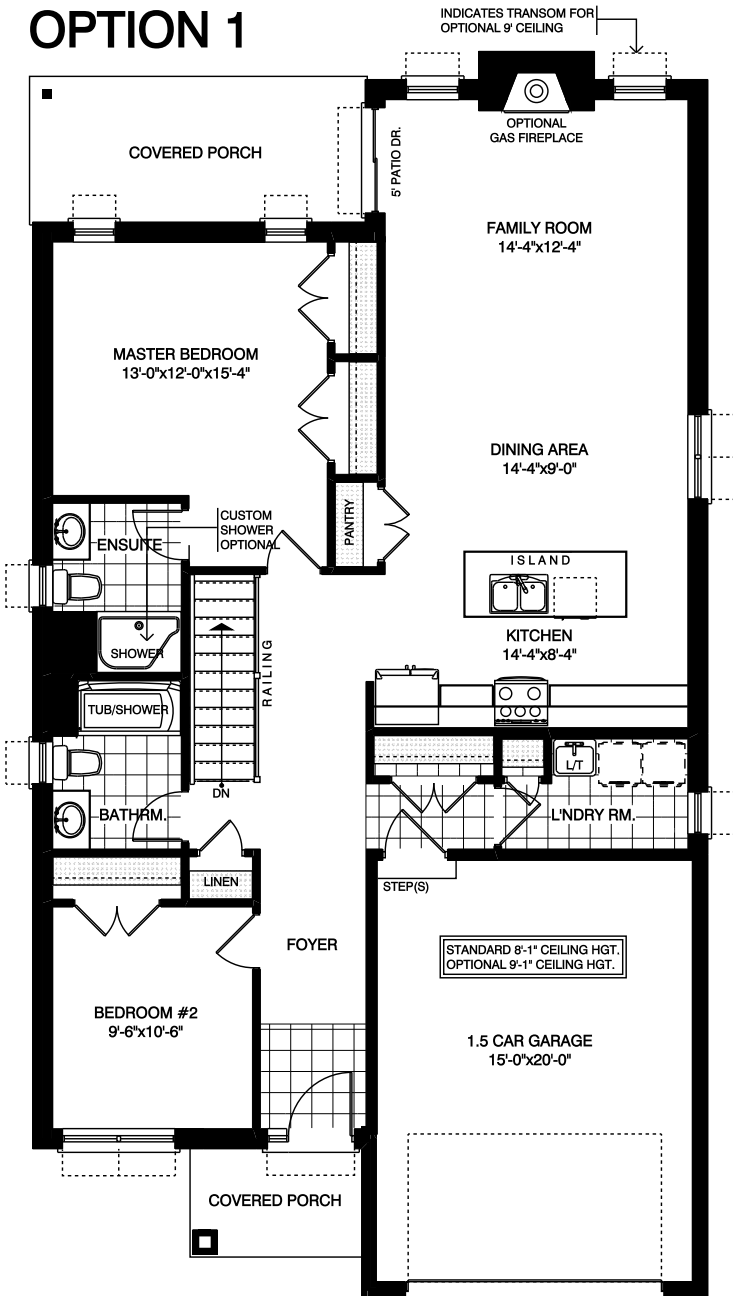 OPTION 1
INDICATES TRANSOM FOR
OPTIONAL 9' CEILING
OPTIONAL
GAS FIREPLACE
COVERED PORCH
5' PATIO DR.
FAMILY ROOM
14'-4"x12'-4"
MASTER BEDROOM
13'-0"x12'-0"x15'-4"
DINING AREA
14'-4"x9'-0"
PANTRY
CUSTOM
SHOWER
OPTIONAL
ENSUITE
ISLAND
KITCHEN
14'-4"x8'-4"
SHOWER
RAILING
TUB/SHOWER
L/T
DN
BATHRM.
L'NDRY RM.
LINEN
STEP(S)
FOYER
STANDARD 8'-1" CEILING HGT.
OPTIONAL 9'-1" CEILING HGT.
BEDROOM #2
9'-6"x10'-6"
1.5 CAR GARAGE
15'-0"x20'-0"
COVERED PORCH